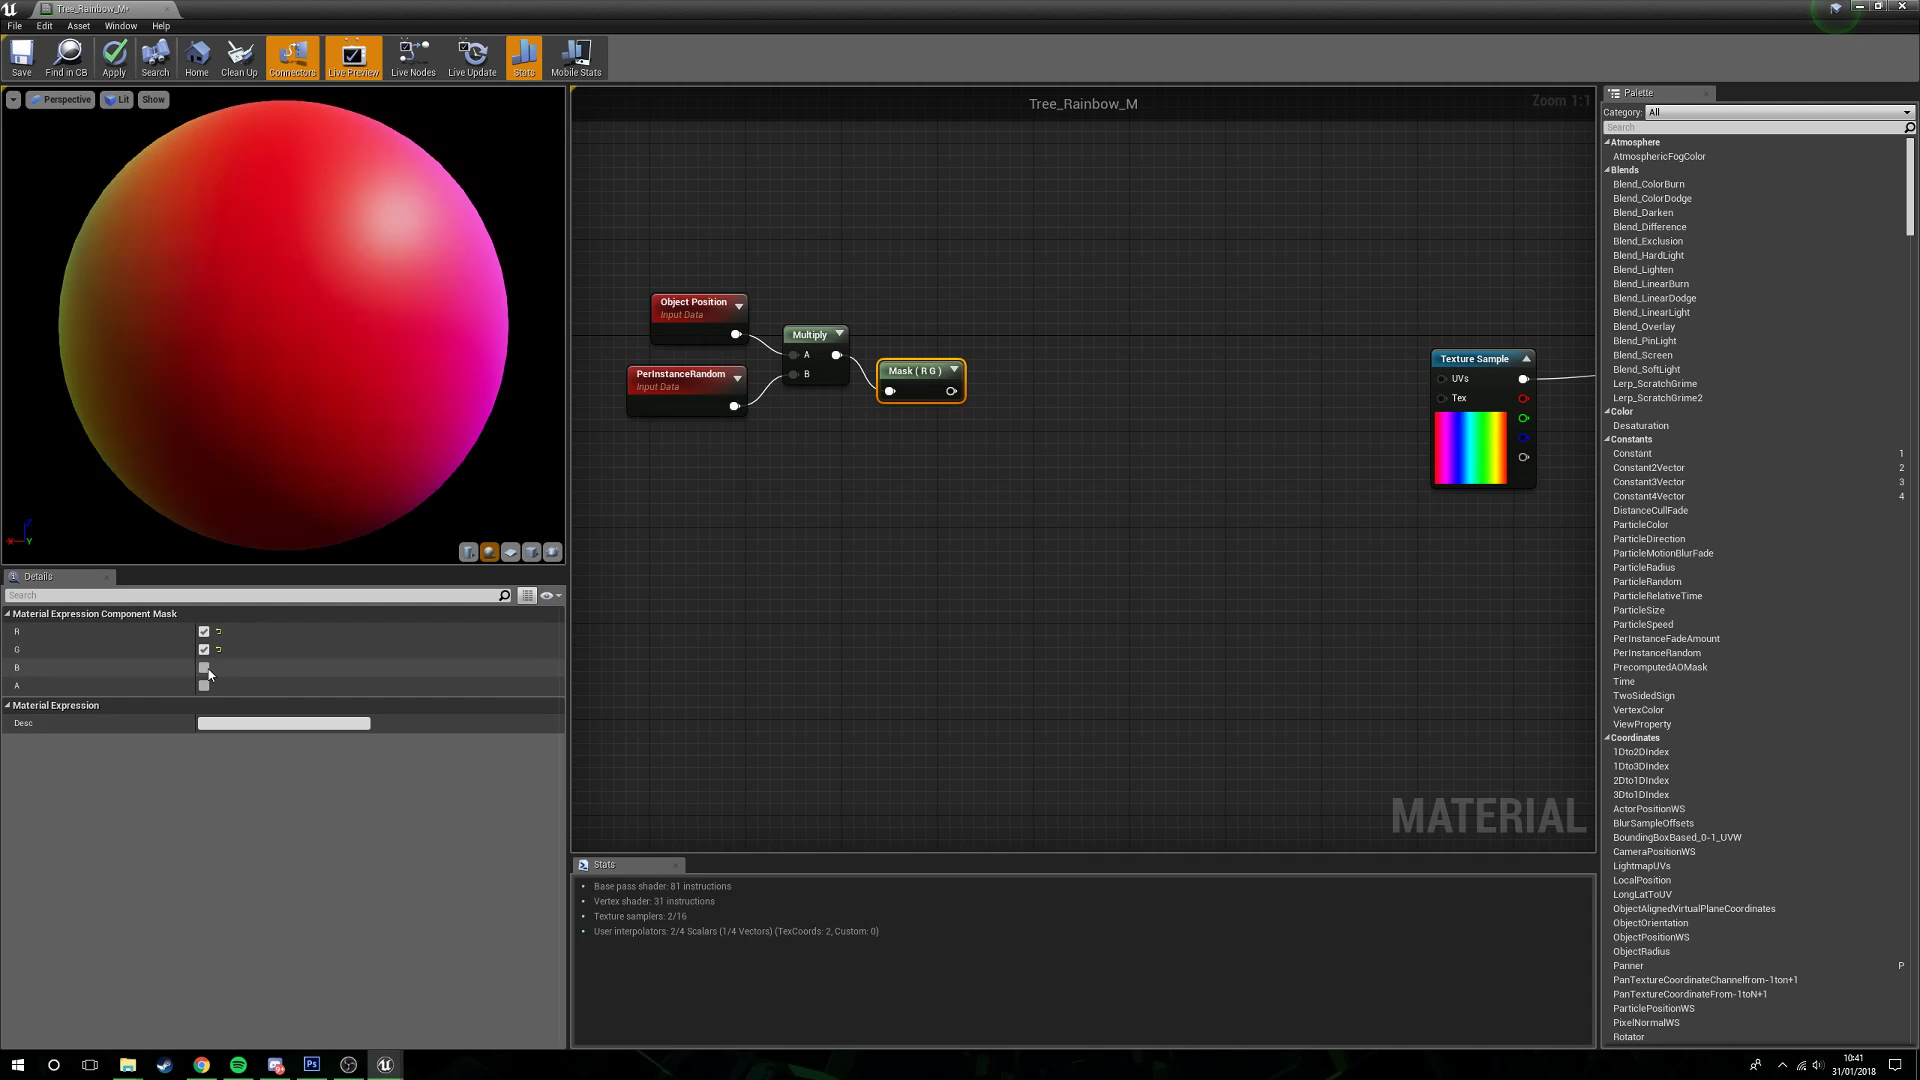 Tree_Rainbow_M*
File Edit Asset Window Help
Save Find in CB Apply Search Home Clean Up Connectors Live Preview Live Nodes Live Update Stats Mobile Stats
Perspective Lit Show
Tree_Rainbow_M
Zoom 1:1
Object Position
Input Data
PerInstanceRandom
Input Data
Multiply
A
B
Mask ( R G )
Texture Sample
UVs
Tex
MATERIAL
X Y Z
Details
Search
Material Expression Component Mask
R
G
B
A
Material Expression
Desc
Stats
Base pass shader: 81 instructions
Vertex shader: 31 instructions
Texture samplers: 2/16
User interpolators: 2/4 Scalars (1/4 Vectors) (TexCoords: 2, Custom: 0)
Palette
Category: All
Search
Atmosphere
AtmosphericFogColor
Blends
Blend_ColorBurn
Blend_ColorDodge
Blend_Darken
Blend_Difference
Blend_Exclusion
Blend_HardLight
Blend_Lighten
Blend_LinearBurn
Blend_LinearDodge
Blend_LinearLight
Blend_Overlay
Blend_PinLight
Blend_Screen
Blend_SoftLight
Lerp_ScratchGrime
Lerp_ScratchGrime2
Color
Desaturation
Constants
Constant 1
Constant2Vector 2
Constant3Vector 3
Constant4Vector 4
DistanceCullFade
ParticleColor
ParticleDirection
ParticleMotionBlurFade
ParticleRadius
ParticleRandom
ParticleRelativeTime
ParticleSize
ParticleSpeed
PerInstanceFadeAmount
PerInstanceRandom
PrecomputedAOMask
Time
TwoSidedSign
VertexColor
ViewProperty
Coordinates
1Dto2DIndex
1Dto3DIndex
2Dto1DIndex
3Dto1DIndex
ActorPositionWS
BlurSampleOffsets
BoundingBoxBased_0-1_UVW
CameraPositionWS
LightmapUVs
LocalPosition
LongLatToUV
ObjectAlignedVirtualPlaneCoordinates
ObjectOrientation
ObjectPositionWS
ObjectRadius
Panner P
PanTextureCoordinateChannelfrom-1ton+1
PanTextureCoordinateFrom-1toN+1
ParticlePositionWS
PixelNormalWS
Rotator
Ps
10:41
31/01/2018